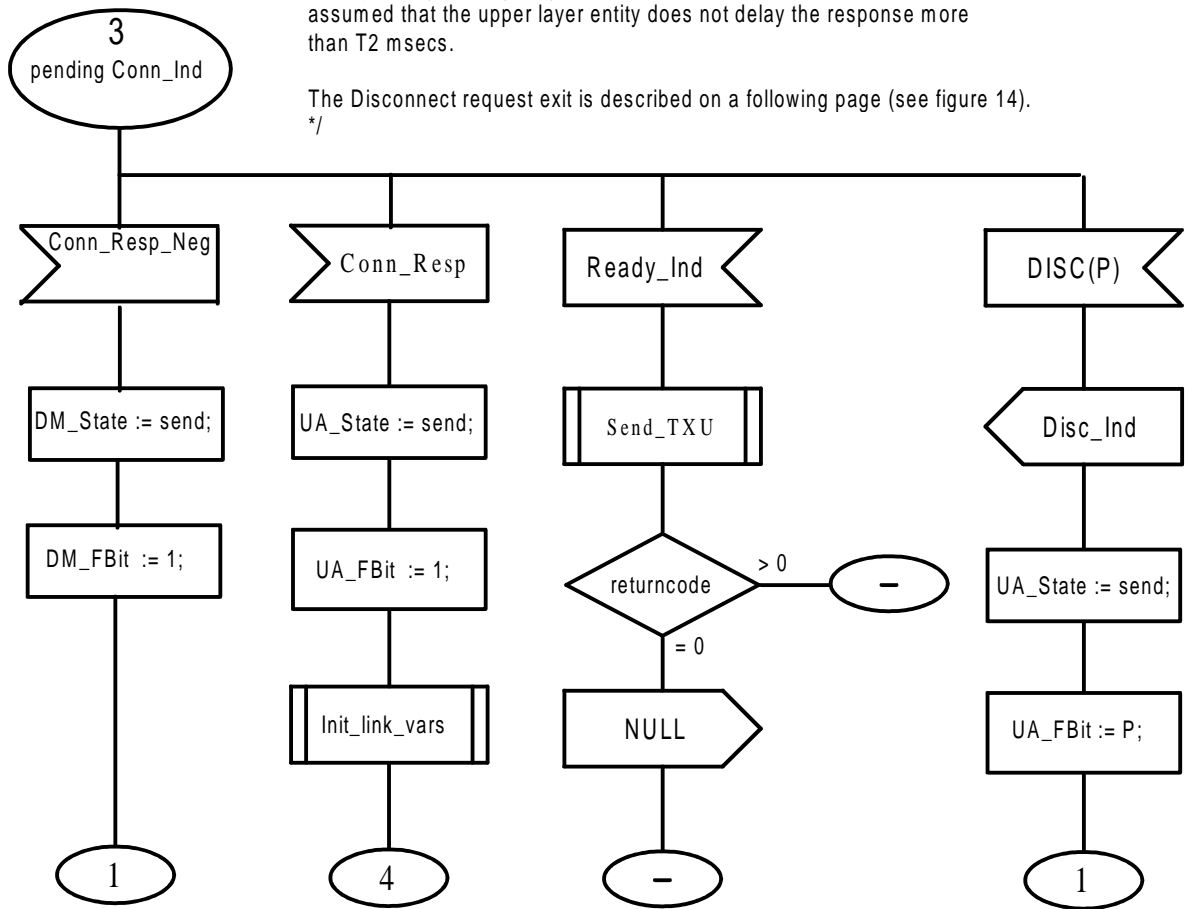 assumed that the upper layer entity does not delay the response more
than T2 msecs.
The Disconnect request exit is described on a following page (see figure 14).
*/
3
pending Conn_Ind
Conn_Resp_Neg
Conn_Resp
Ready_Ind
DISC(P)
DM_State := send;
UA_State := send;
Send_TXU
Disc_Ind
DM_FBit := 1;
UA_FBit := 1;
returncode
> 0
–
UA_State := send;
= 0
Init_link_vars
NULL
UA_FBit := P;
1
4
–
1